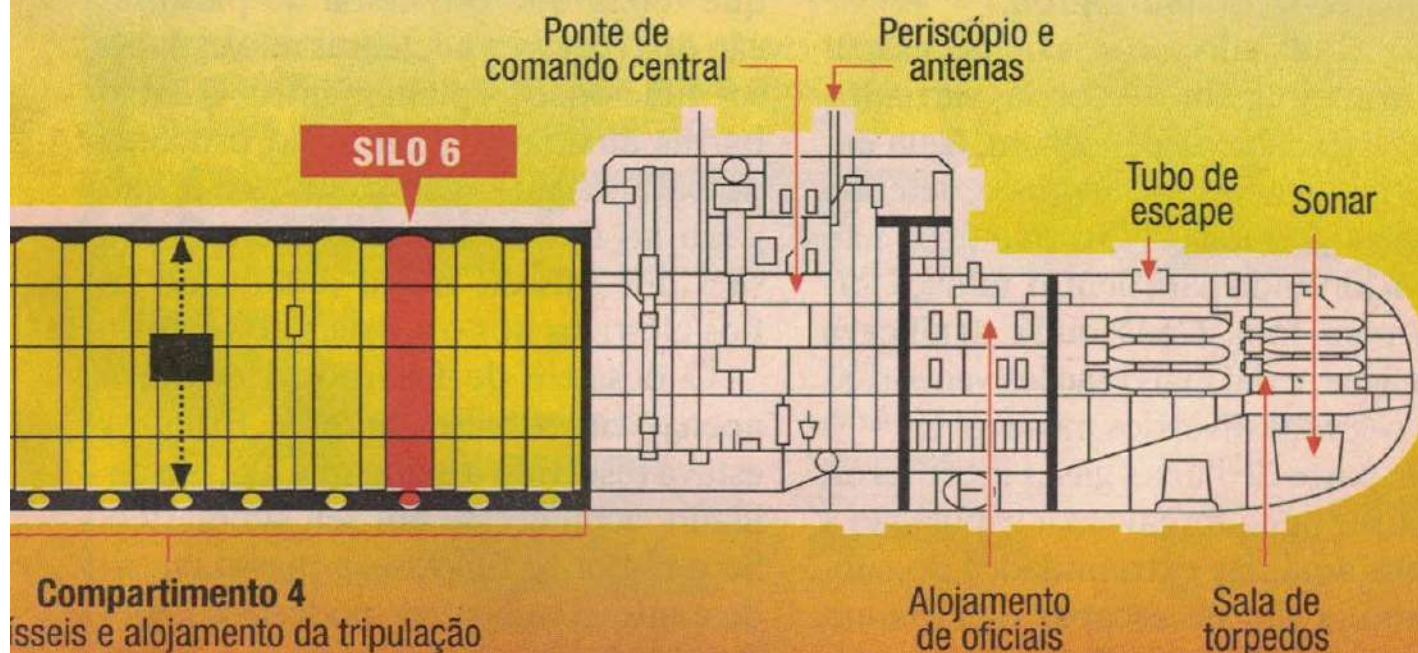 Ponte de
comando central
Periscópio e
antenas
SILO 6
Tubo de
escape
Sonar
Compartimento 4
ísseis e alojamento da tripulação
Alojamento
de oficiais
Sala de
torpedos